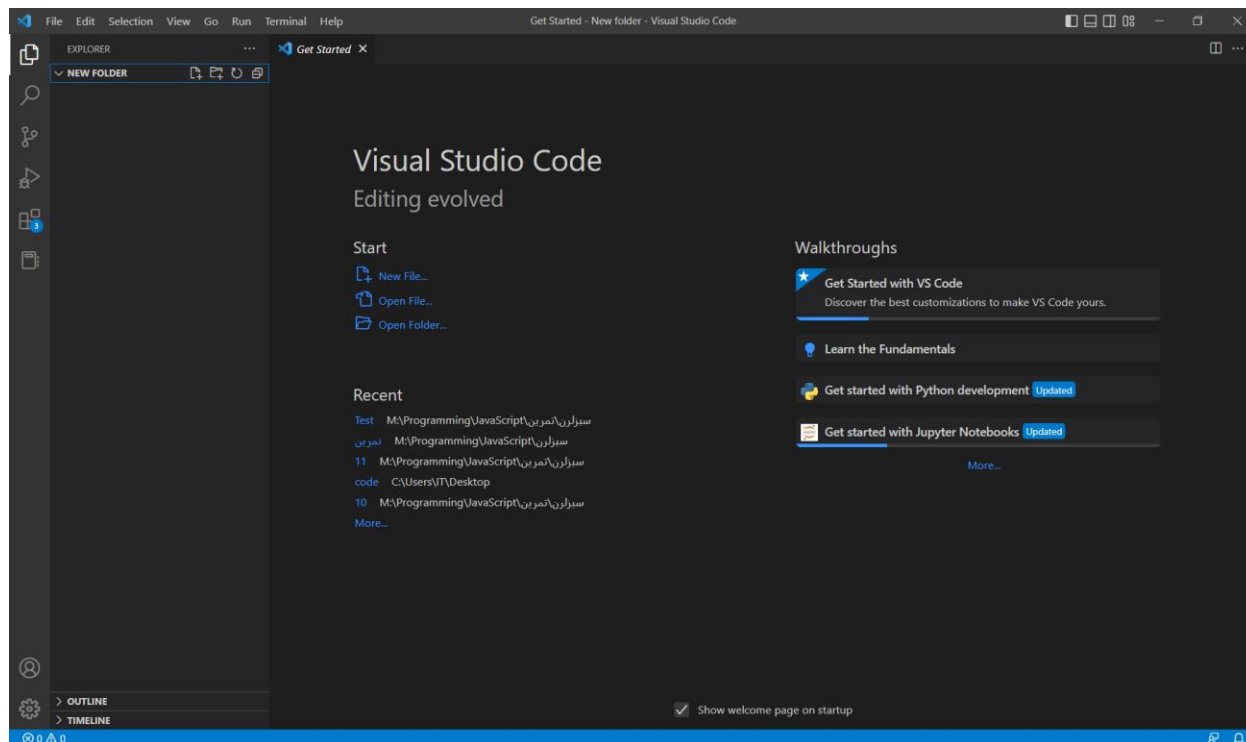 File Edit Selection View Go Run Terminal Help
Get Started - New folder - Visual Studio Code
EXPLORER
Get Started
NEW FOLDER
Visual Studio Code
Editing evolved
Start
New File...
Open File...
Open Folder...
Recent
Test M:\Programming\JavaScript\سبزلرن\تمرین
تمرین M:\Programming\JavaScript\سبزلرن
11 M:\Programming\JavaScript\سبزلرن\تمرین
code C:\Users\IT\Desktop
10 M:\Programming\JavaScript\سبزلرن\تمرین
More...
Walkthroughs
Get Started with VS Code
Discover the best customizations to make VS Code yours.
Learn the Fundamentals
Get started with Python development Updated
Get started with Jupyter Notebooks Updated
More...
3
OUTLINE
TIMELINE
Show welcome page on startup
0 0